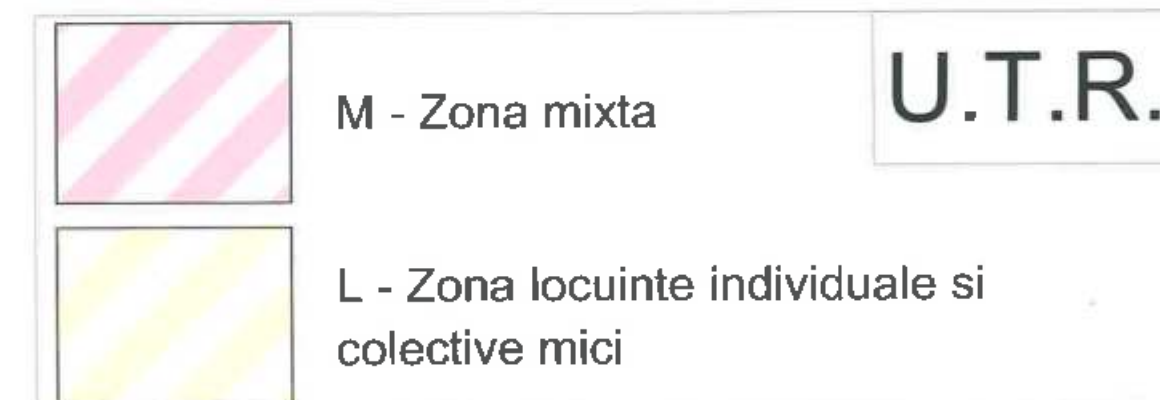 M - Zona mixta
U.T.R.
L - Zona locuinte individuale si
colective mici